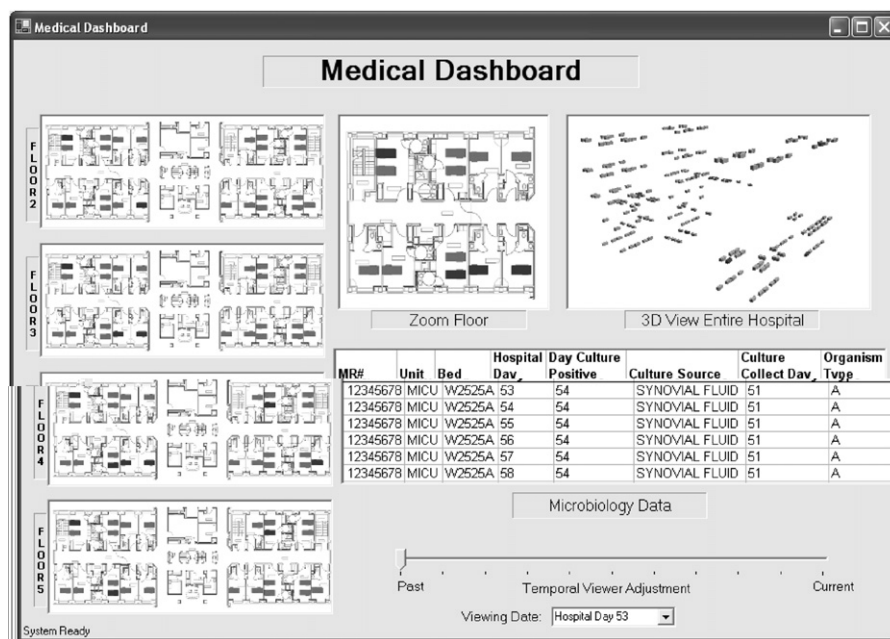 Medical Dashboard
Medical Dashboard
FLOOR2
FLOOR3
FLOOR4
FLOOR5
Zoom Floor
3D View Entire Hospital
MR# Unit Bed Hospital Day Day Culture Positive Culture Source Culture Collect Day Organism Type
12345678 MICU W2525A 53 54 SYNOVIAL FLUID 51 A
12345678 MICU W2525A 54 54 SYNOVIAL FLUID 51 A
12345678 MICU W2525A 55 54 SYNOVIAL FLUID 51 A
12345678 MICU W2525A 56 54 SYNOVIAL FLUID 51 A
12345678 MICU W2525A 57 54 SYNOVIAL FLUID 51 A
12345678 MICU W2525A 58 54 SYNOVIAL FLUID 51 A
Microbiology Data
Past Temporal Viewer Adjustment Current
Viewing Date: Hospital Day 53
System Ready